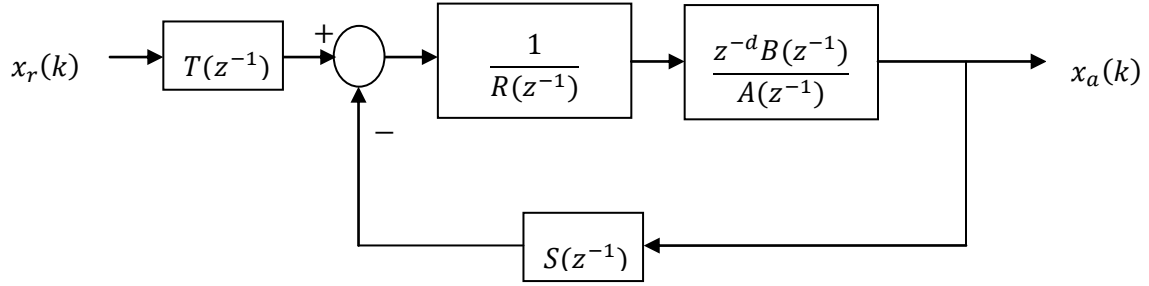 x_r(k)
T(z^{-1})
+
1
R(z^{-1})
z^{-d}B(z^{-1})
A(z^{-1})
x_a(k)
−
S(z^{-1})